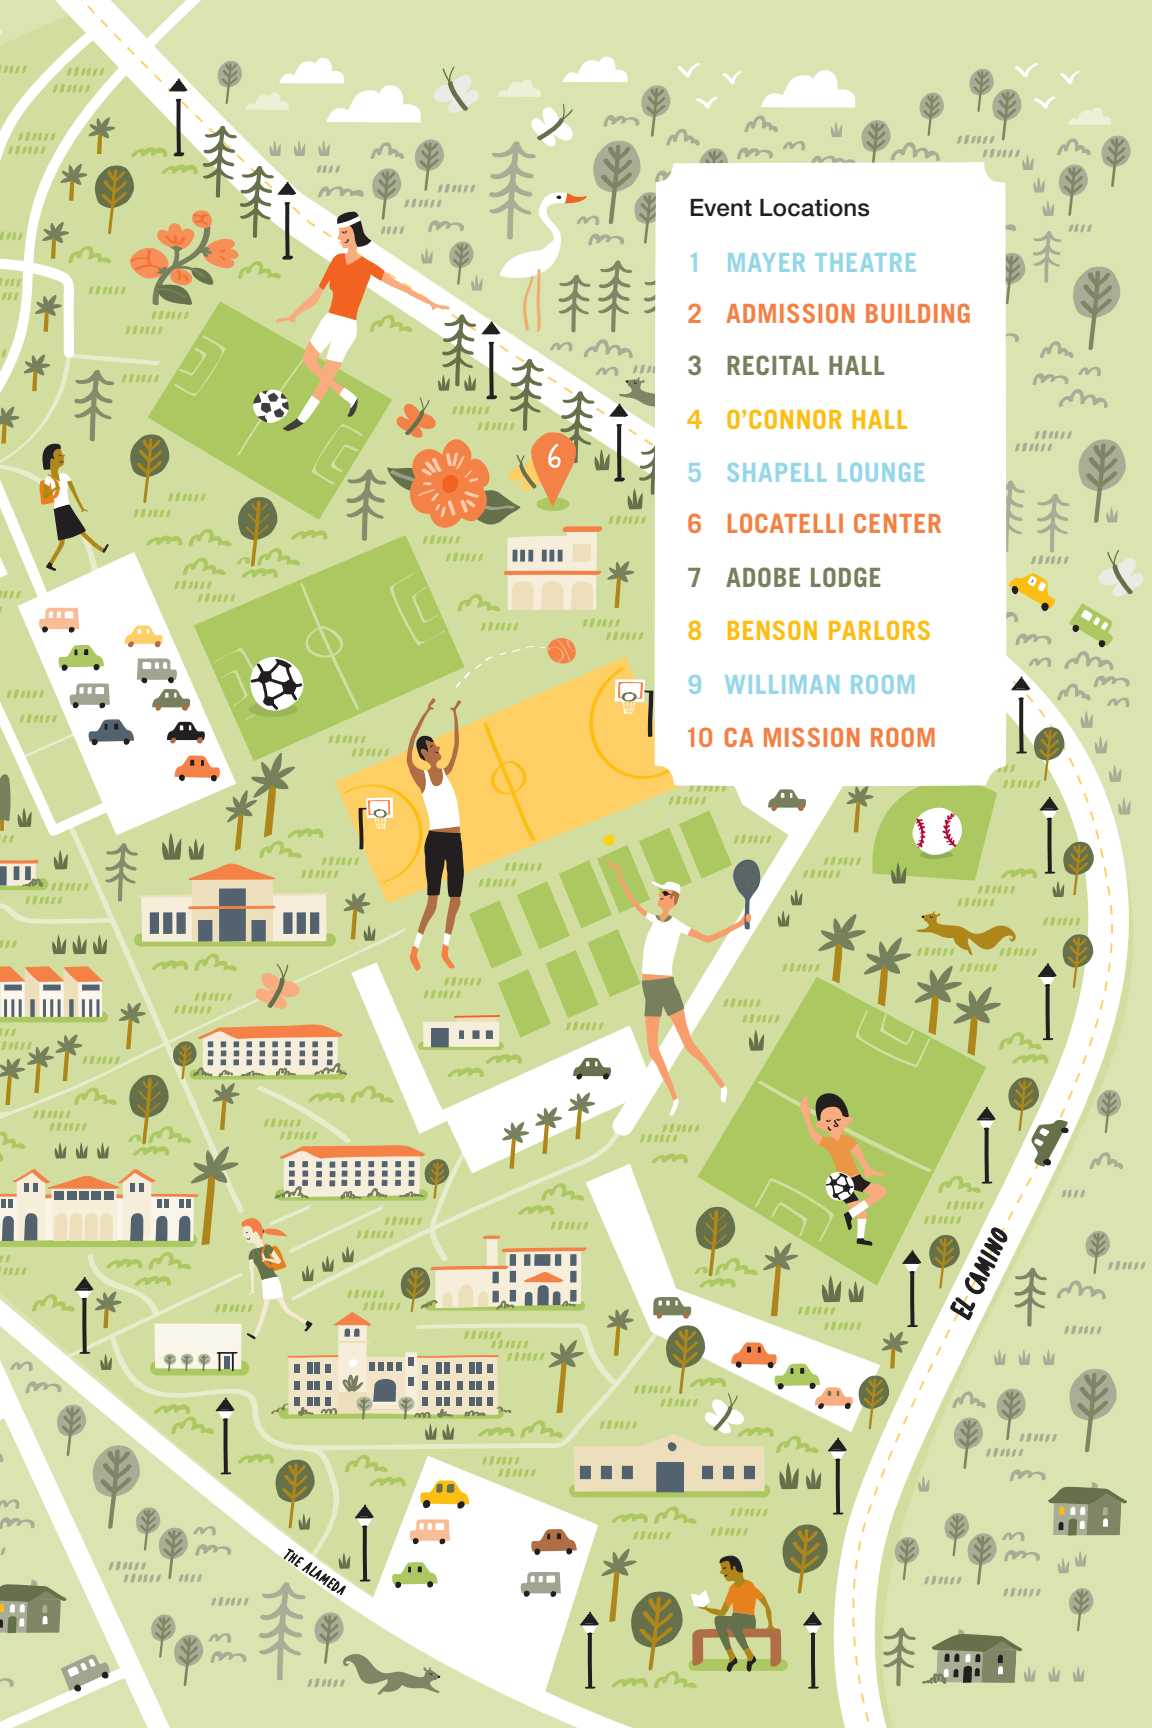 Event Locations
1 MAYER THEATRE
2 ADMISSION BUILDING
3 RECITAL HALL
4 O’CONNOR HALL
5 SHAPELL LOUNGE
6 LOCATELLI CENTER
7 ADOBE LODGE
8 BENSON PARLORS
9 WILLIMAN ROOM
10 CA MISSION ROOM
6
EL CAMINO
THE ALAMEDA